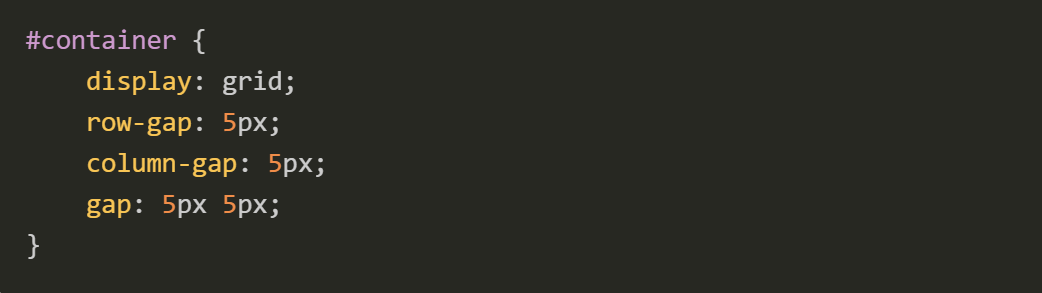 #container {
    display: grid;
    row-gap: 5px;
    column-gap: 5px;
    gap: 5px 5px;
}